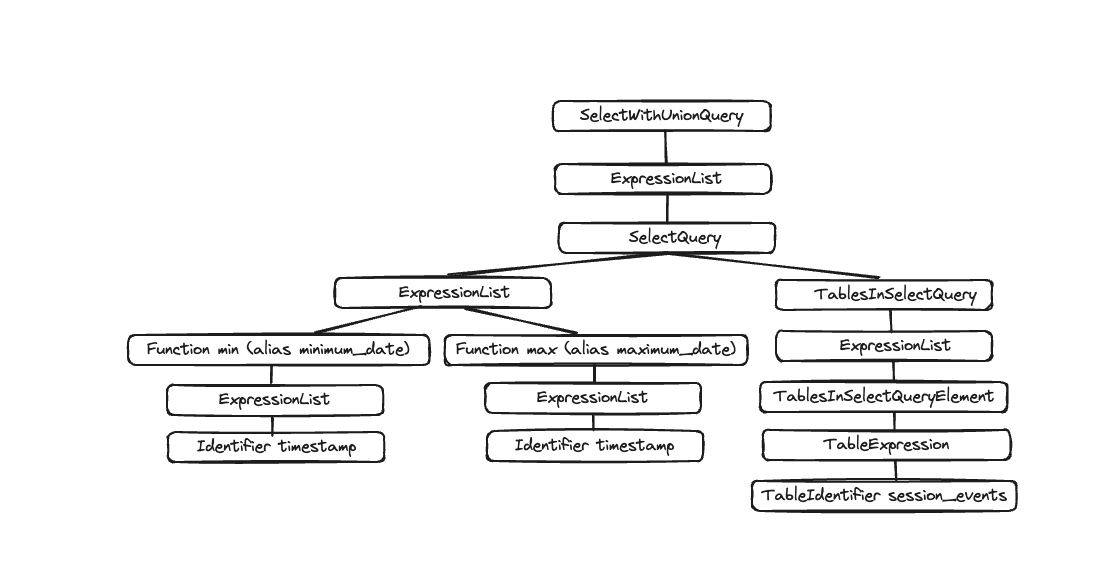 SelectWithUnionQuery
ExpressionList
SelectQuery
ExpressionList
TablesInSelectQuery
Function min (alias minimum_date)
Function max (alias maximum_date)
ExpressionList
ExpressionList
ExpressionList
TablesInSelectQueryElement
Identifier timestamp
Identifier timestamp
TableExpression
TableIdentifier session_events